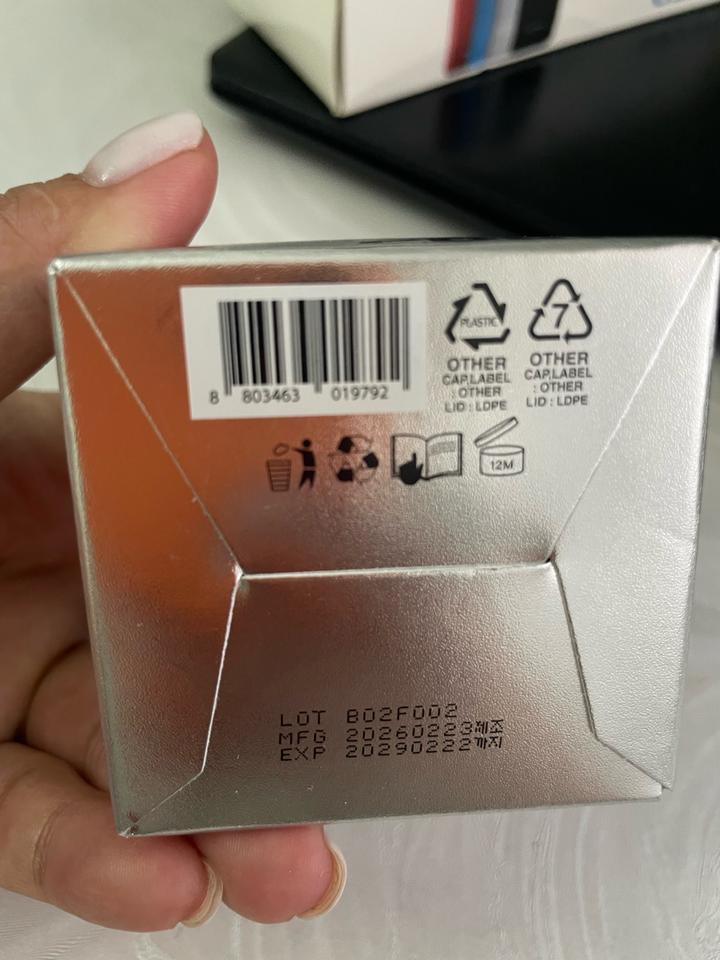 8 803463 019792
PLASTIC
OTHER
CAP,LABEL
: OTHER
LID : LDPE
7
OTHER
CAP,LABEL
: OTHER
LID : LDPE
12M
LOT B02F002
MFG 20260223제조
EXP 20290222까지